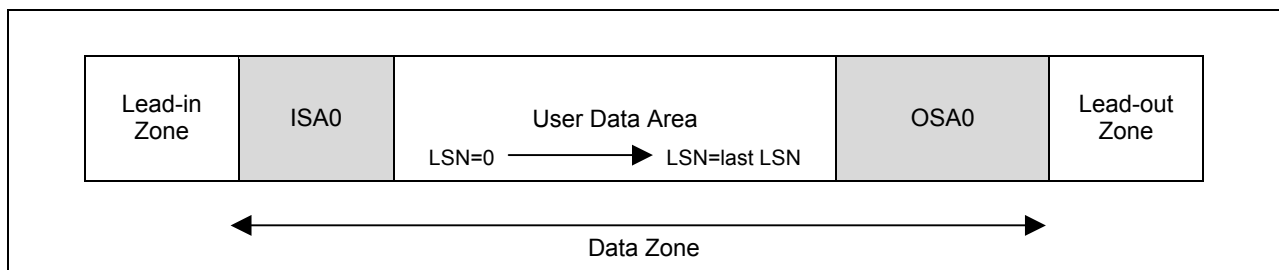 Lead-in
Zone
ISA0
User Data Area
LSN=0
LSN=last LSN
OSA0
Lead-out
Zone
Data Zone